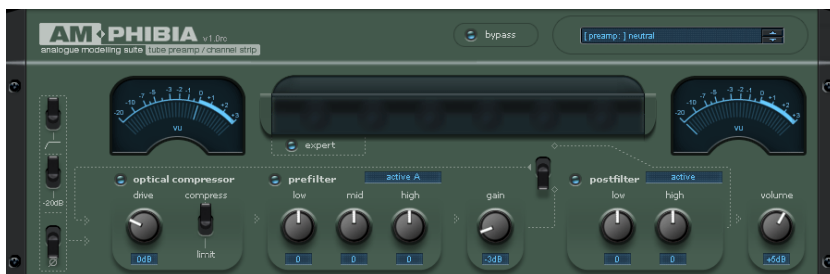 AM PHIBIA v1.0rc
analogue modelling suite tube preamp / channel strip
bypass
[ preamp: ] neutral
-20 -10 -7 -5 -3 -2 -1 0 +1 +2 +3
VU
-20 -10 -7 -5 -3 -2 -1 0 +1 +2 +3
VU
expert
optical compressor
prefilter
active A
postfilter
active
-20dB
drive
compress
low
mid
high
gain
low
high
volume
limit
0dB
0
0
0
-3dB
0
0
+6dB